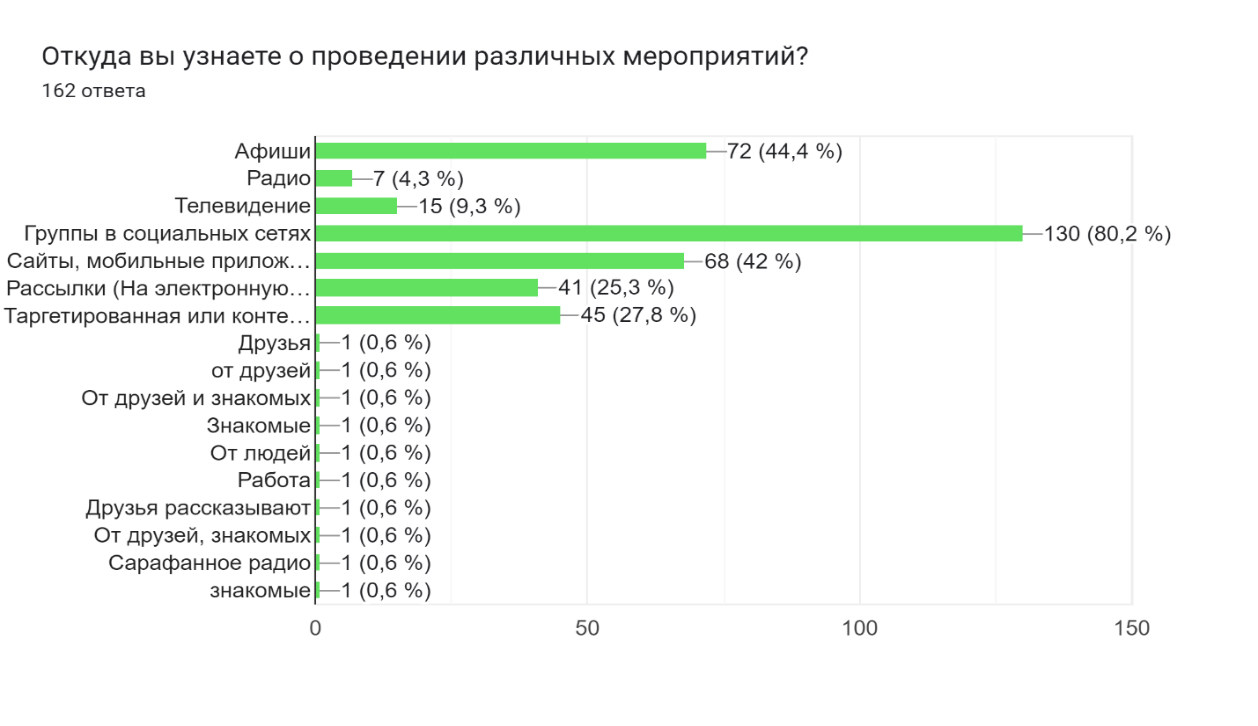 Откуда вы узнаете о проведении различных мероприятий?
162 ответа
Афиши 72 (44,4 %)
Радио 7 (4,3 %)
Телевидение 15 (9,3 %)
Группы в социальных сетях 130 (80,2 %)
Сайты, мобильные прилож… 68 (42 %)
Рассылки (На электронную… 41 (25,3 %)
Таргетированная или конте… 45 (27,8 %)
Друзья 1 (0,6 %)
от друзей 1 (0,6 %)
От друзей и знакомых 1 (0,6 %)
Знакомые 1 (0,6 %)
От людей 1 (0,6 %)
Работа 1 (0,6 %)
Друзья рассказывают 1 (0,6 %)
От друзей, знакомых 1 (0,6 %)
Сарафанное радио 1 (0,6 %)
знакомые 1 (0,6 %)
0 50 100 150